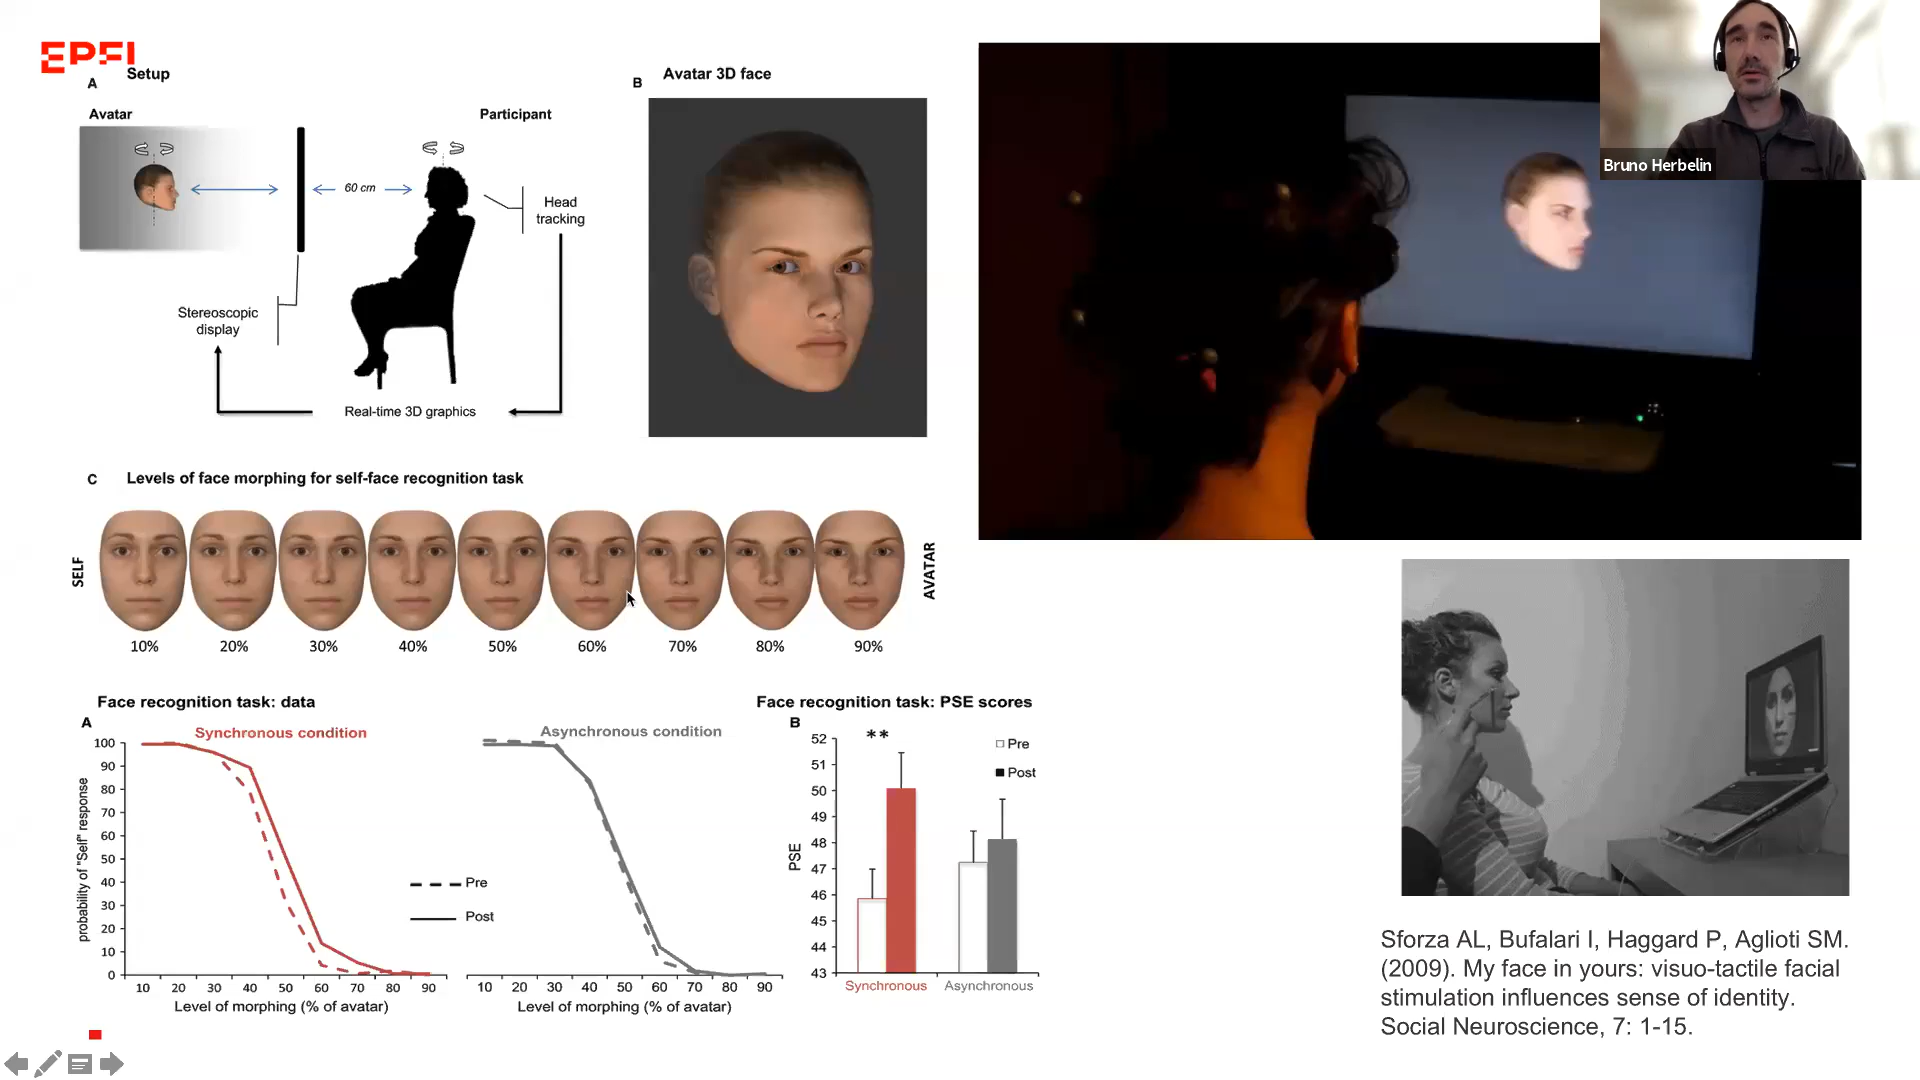 EPFL
A Setup
Avatar
Participant
60 cm
Head
tracking
Stereoscopic
display
Real-time 3D graphics
B Avatar 3D face
Bruno Herbelin
C Levels of face morphing for self-face recognition task
SELF
AVATAR
10% 20% 30% 40% 50% 60% 70% 80% 90%
Face recognition task: data
A
Synchronous condition
Asynchronous condition
probability of "Self" response
100
90
80
70
60
50
40
30
20
10
0
Pre
Post
10 20 30 40 50 60 70 80 90
Level of morphing (% of avatar)
10 20 30 40 50 60 70 80 90
Level of morphing (% of avatar)
Face recognition task: PSE scores
B
**
Pre
Post
PSE
52
51
50
49
48
47
46
45
44
43
Synchronous Asynchronous
Sforza AL, Bufalari I, Haggard P, Aglioti SM.
(2009). My face in yours: visuo-tactile facial
stimulation influences sense of identity.
Social Neuroscience, 7: 1-15.